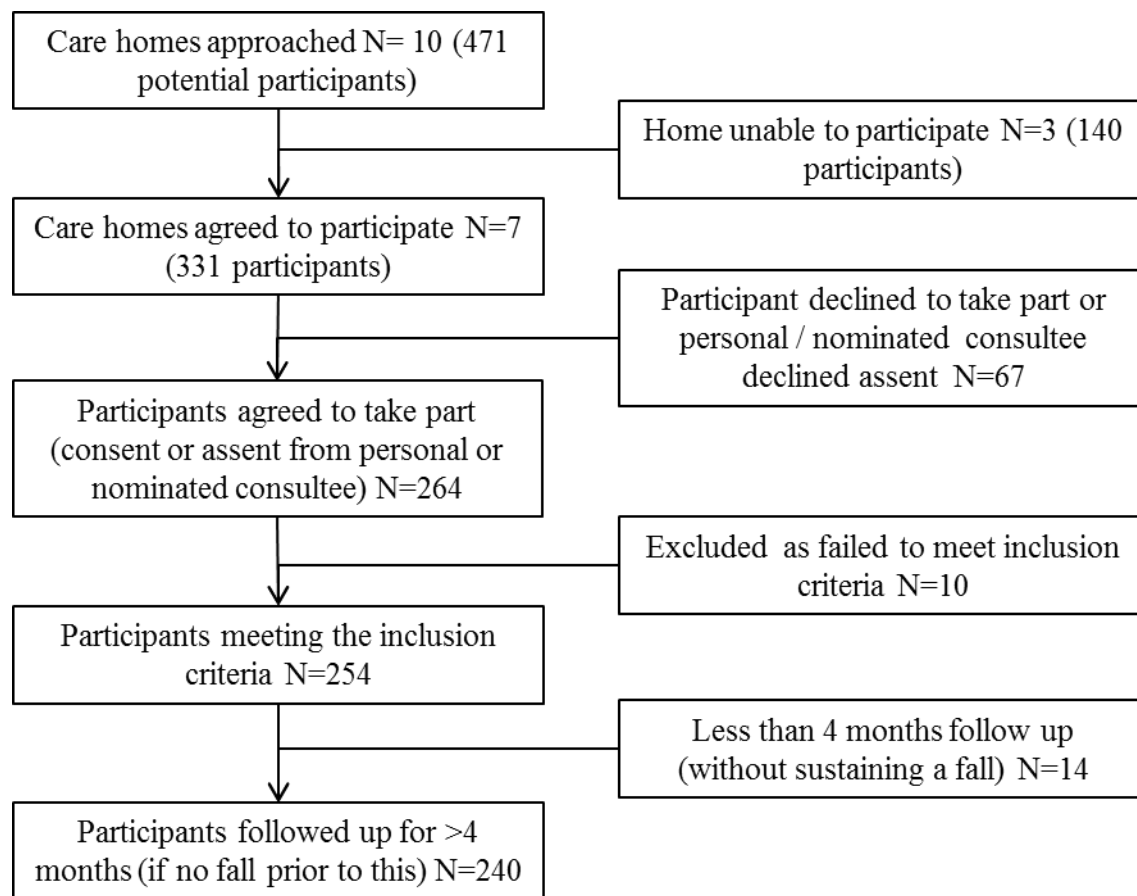 Care homes approached N= 10 (471
potential participants)
Home unable to participate N=3 (140
participants)
Care homes agreed to participate N=7
(331 participants)
Participant declined to take part or
personal / nominated consultee
declined assent N=67
Participants agreed to take part
(consent or assent from personal or
nominated consultee) N=264
Excluded as failed to meet inclusion
criteria N=10
Participants meeting the inclusion
criteria N=254
Less than 4 months follow up
(without sustaining a fall) N=14
Participants followed up for >4
months (if no fall prior to this) N=240